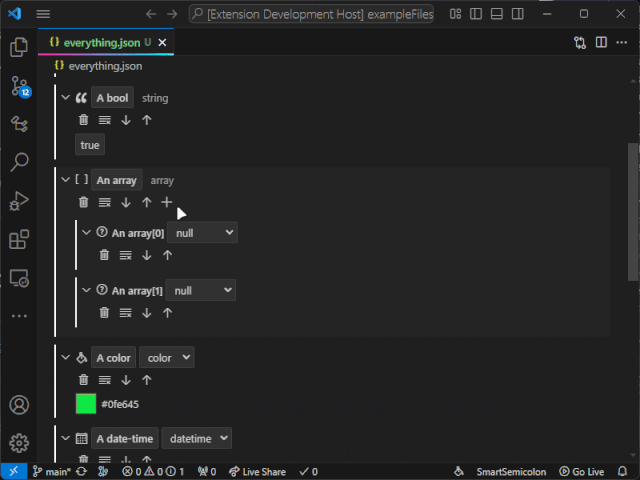 [Extension Development Host] exampleFiles
{} everything.json U
{} everything.json
A bool string
true
[ ] An array array
An array[0] null
An array[1] null
A color color
#0fe645
A date-time datetime
12
main* 0 0 1 0 Live Share 0 SmartSemicolon Go Live